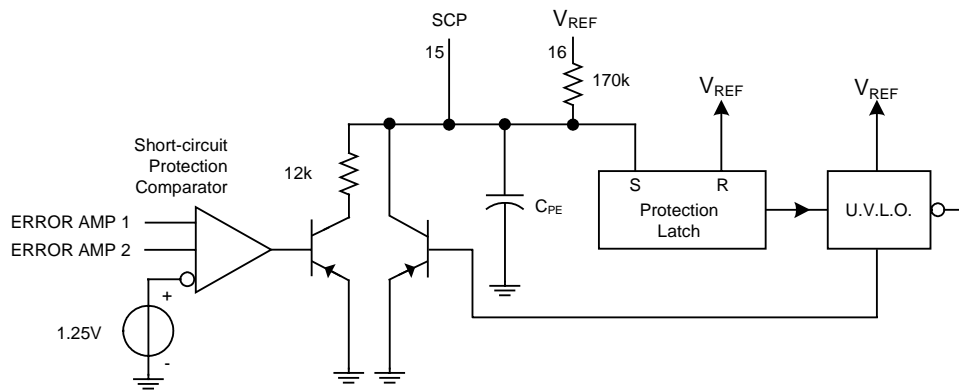 SCP
15
VREF
16
170k
VREF
VREF
Short-circuit
Protection
Comparator
12k
CPE
S R
Protection
Latch
U.V.L.O.
ERROR AMP 1
ERROR AMP 2
+
1.25V
-